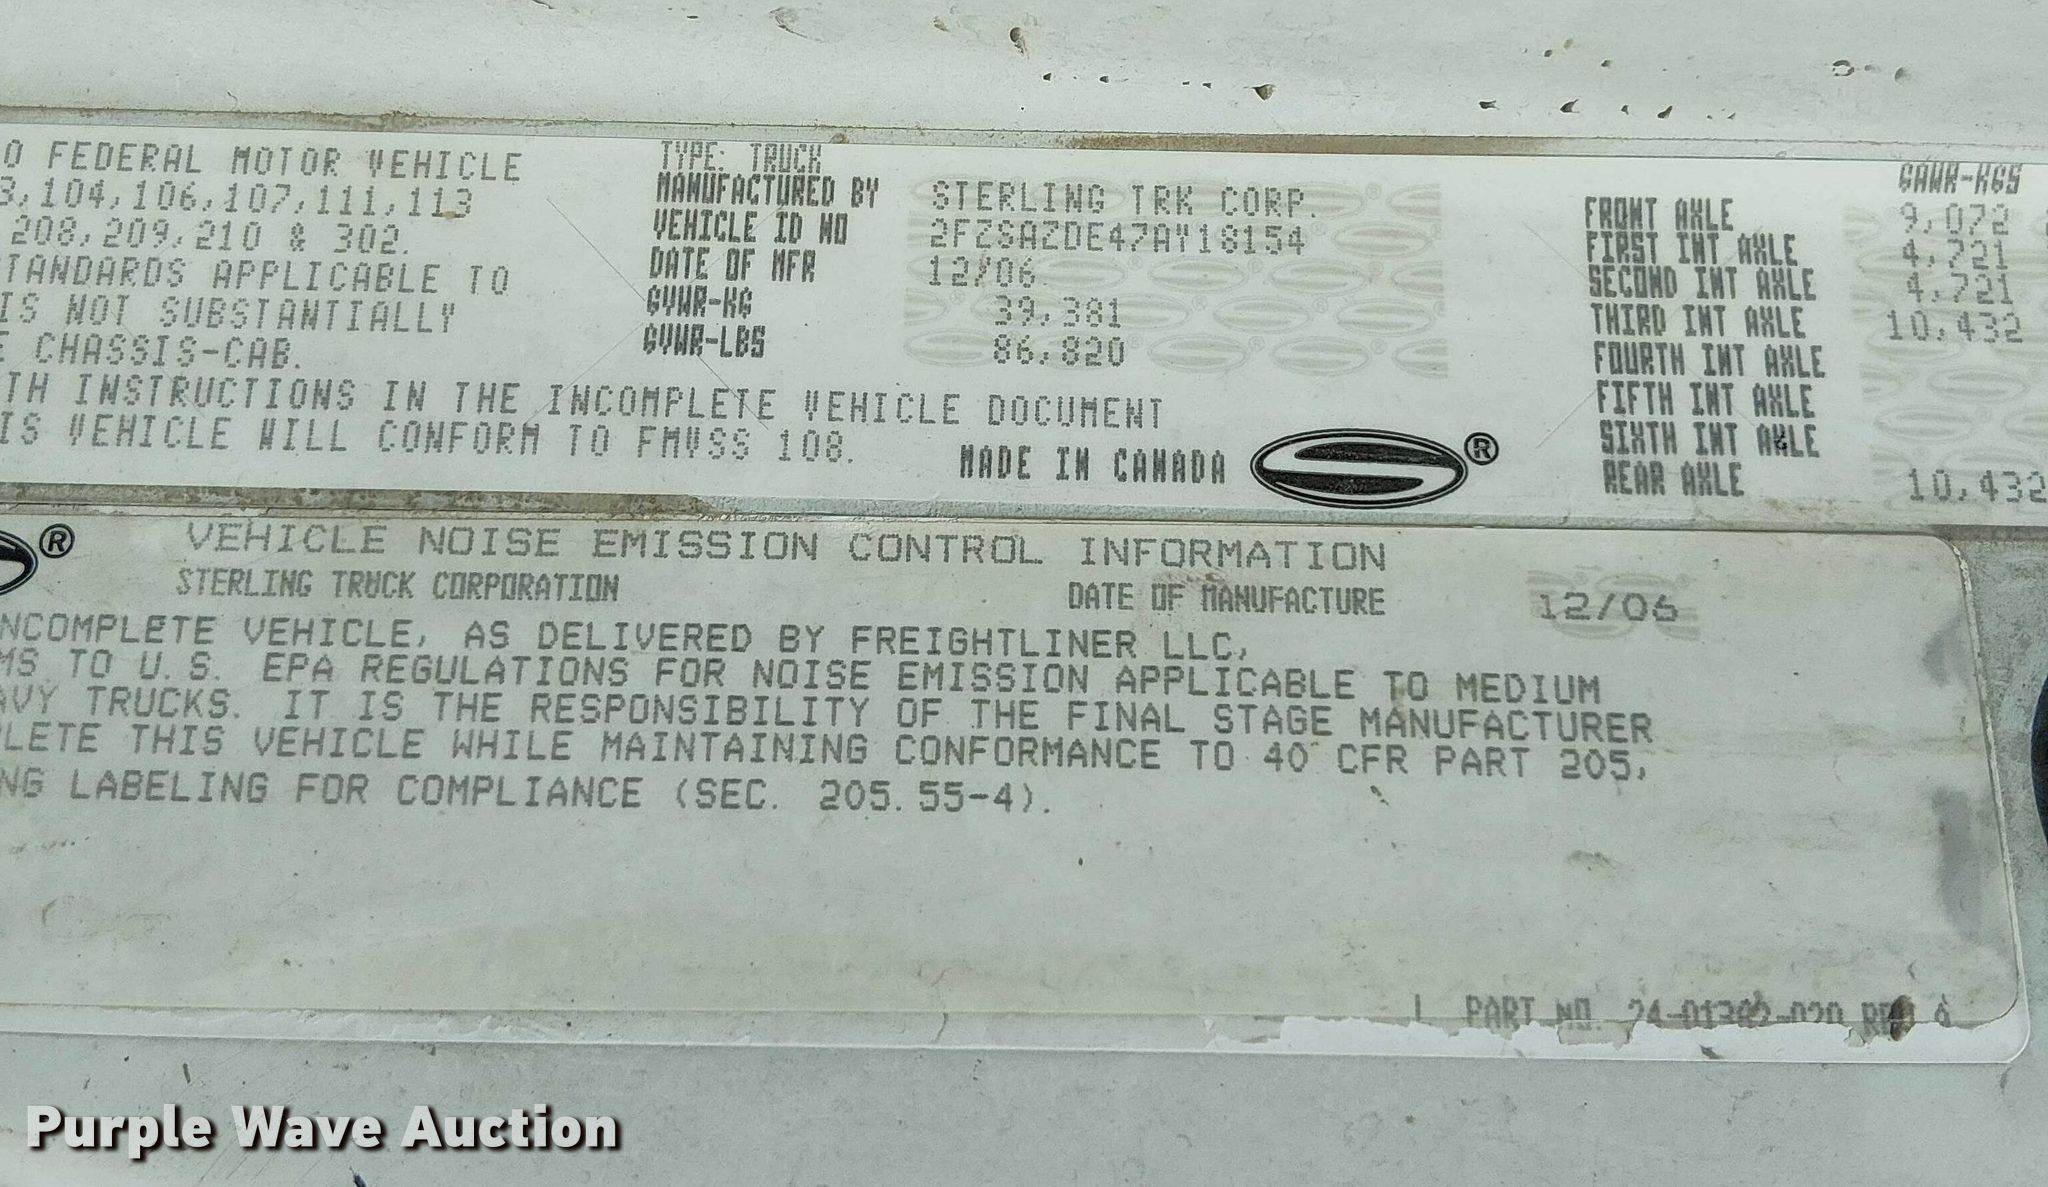 O FEDERAL MOTOR VEHICLE
3,104,106,107,111,113
208,209,210 & 302.
TANDARDS APPLICABLE TO
IS NOT SUBSTANTIALLY
E CHASSIS-CAB.
TH INSTRUCTIONS IN THE INCOMPLETE VEHICLE DOCUMENT
IS VEHICLE WILL CONFORM TO FMVSS 108.
TYPE: TRUCK
MANUFACTURED BY STERLING TRK CORP.
VEHICLE ID NO 2FZSAZDE47AY18154
DATE OF MFR 12/06
GVWR-KG 39,381
GVWR-LBS 86,820
MADE IN CANADA ®
GAWR-KGS
FRONT AXLE 9,072
FIRST INT AXLE 4,721
SECOND INT AXLE 4,721
THIRD INT AXLE 10,432
FOURTH INT AXLE
FIFTH INT AXLE
SIXTH INT AXLE
REAR AXLE 10,432
® VEHICLE NOISE EMISSION CONTROL INFORMATION
STERLING TRUCK CORPORATION DATE OF MANUFACTURE 12/06
NCOMPLETE VEHICLE, AS DELIVERED BY FREIGHTLINER LLC,
MS TO U.S. EPA REGULATIONS FOR NOISE EMISSION APPLICABLE TO MEDIUM
AVY TRUCKS. IT IS THE RESPONSIBILITY OF THE FINAL STAGE MANUFACTURER
PLETE THIS VEHICLE WHILE MAINTAINING CONFORMANCE TO 40 CFR PART 205,
NG LABELING FOR COMPLIANCE (SEC. 205.55-4).
PART NO. 24-01362-020
Purple Wave Auction